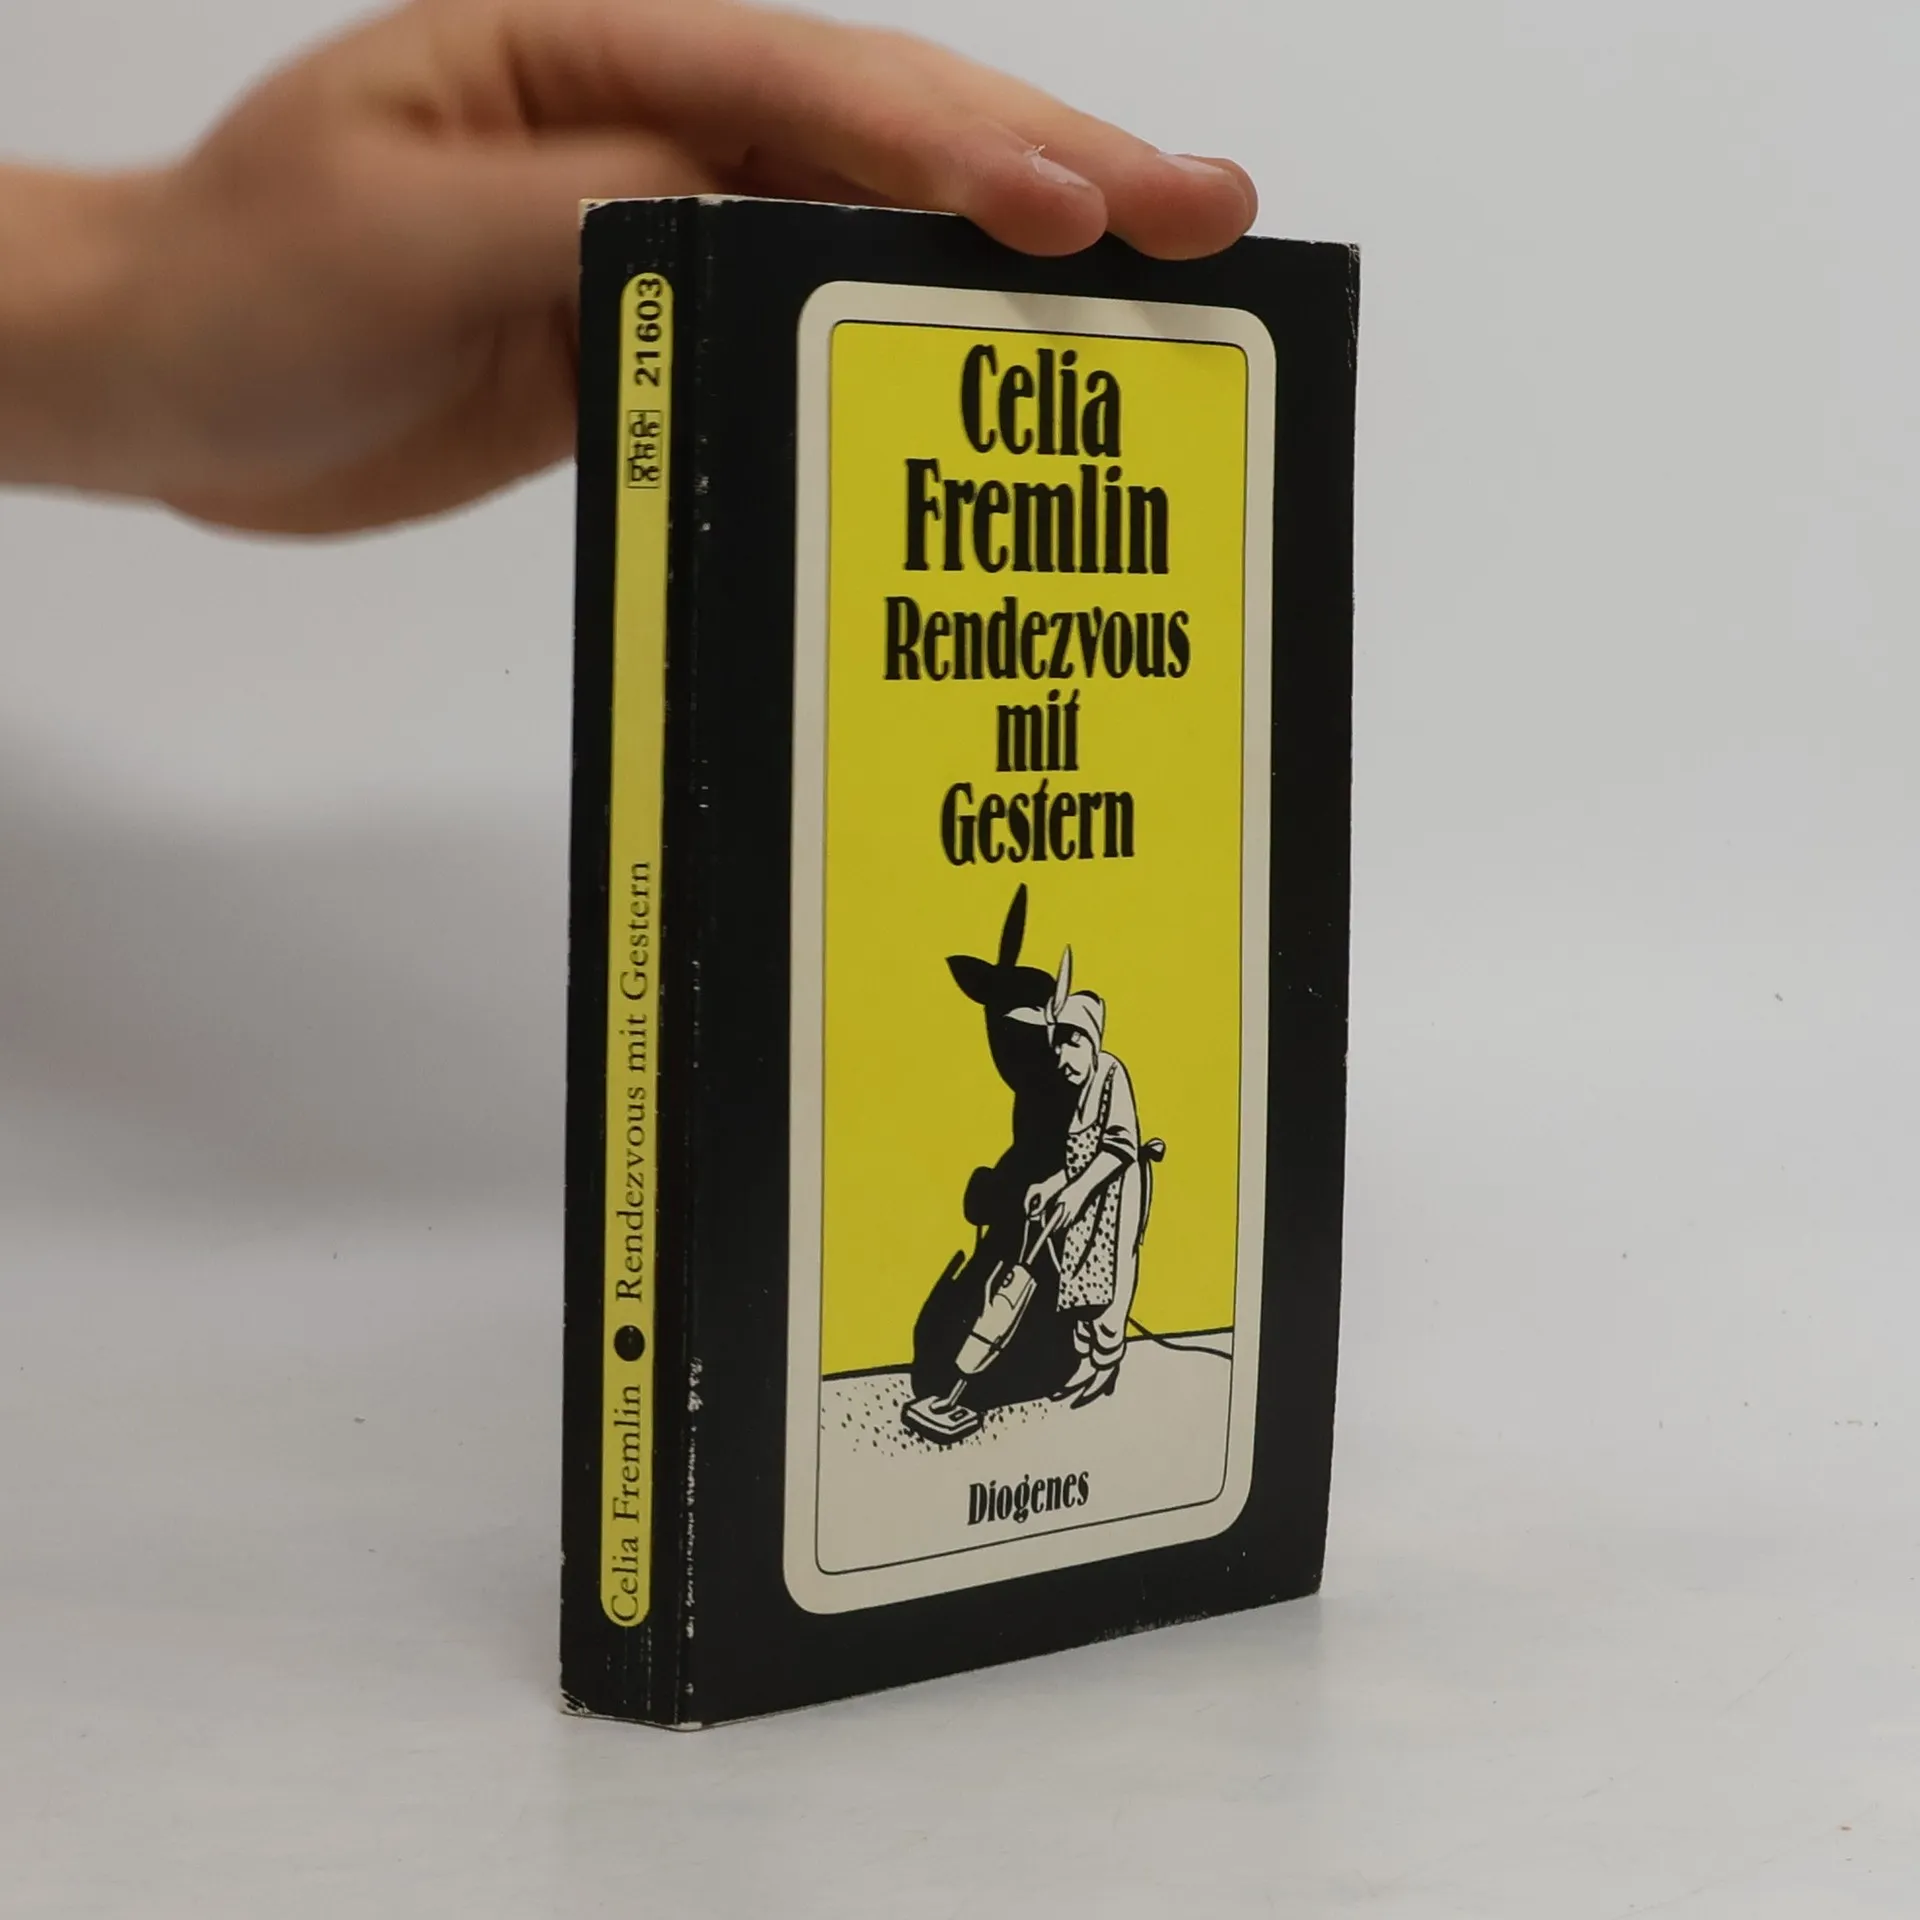 Celia
Fremlin
Rendezvous
mit
Gestern
Diogenes
Celia Fremlin ● Rendezvous mit Gestern
21603